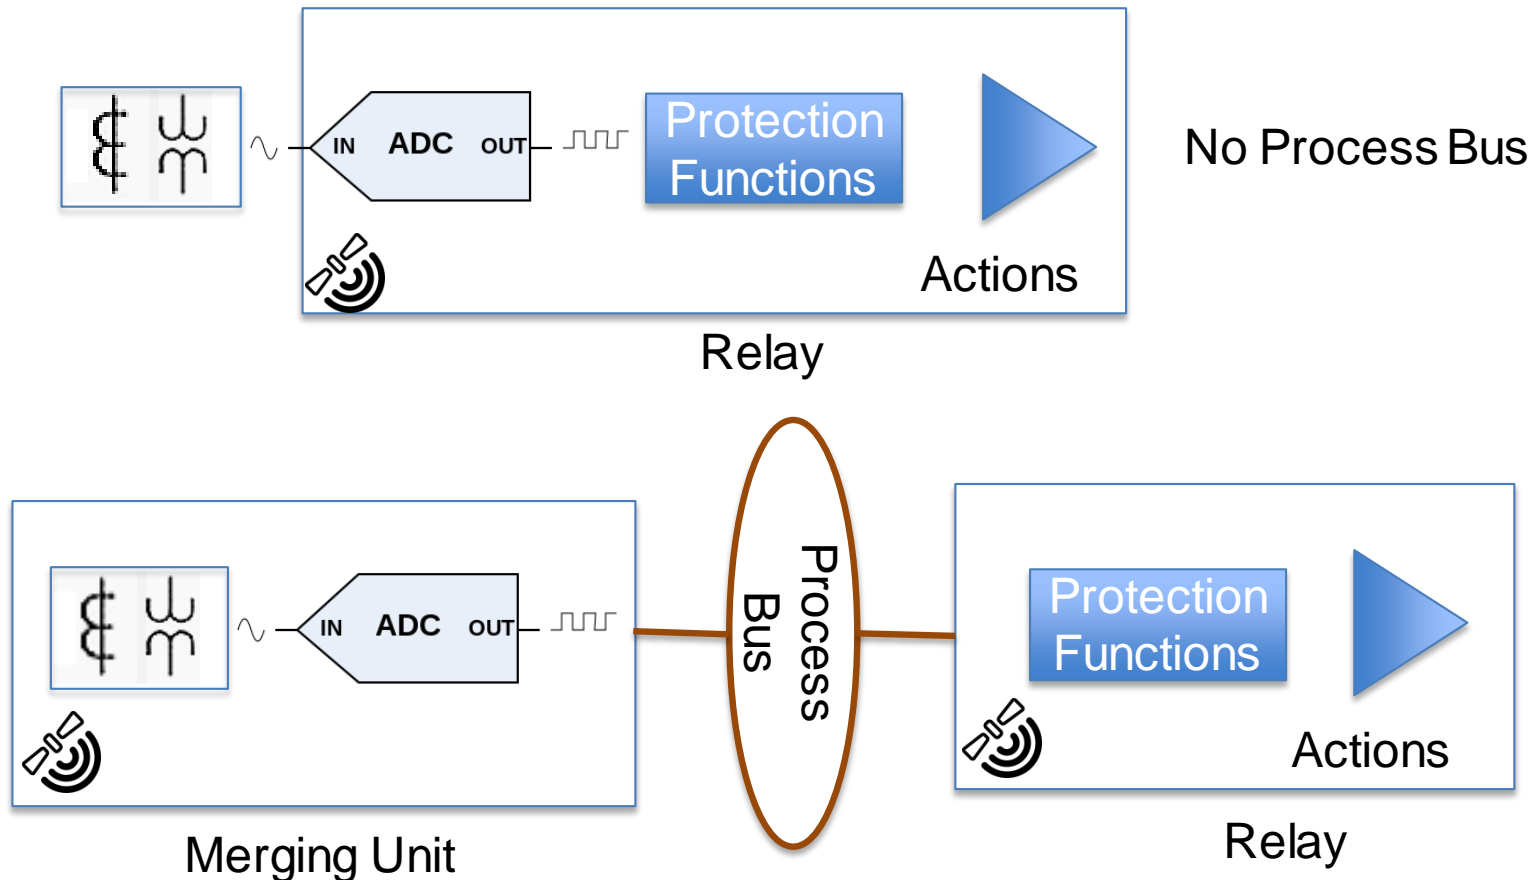 IN ADC OUT
Protection
Functions
No Process Bus
Actions
Relay
Process
Bus
IN ADC OUT
Protection
Functions
Actions
Merging Unit
Relay